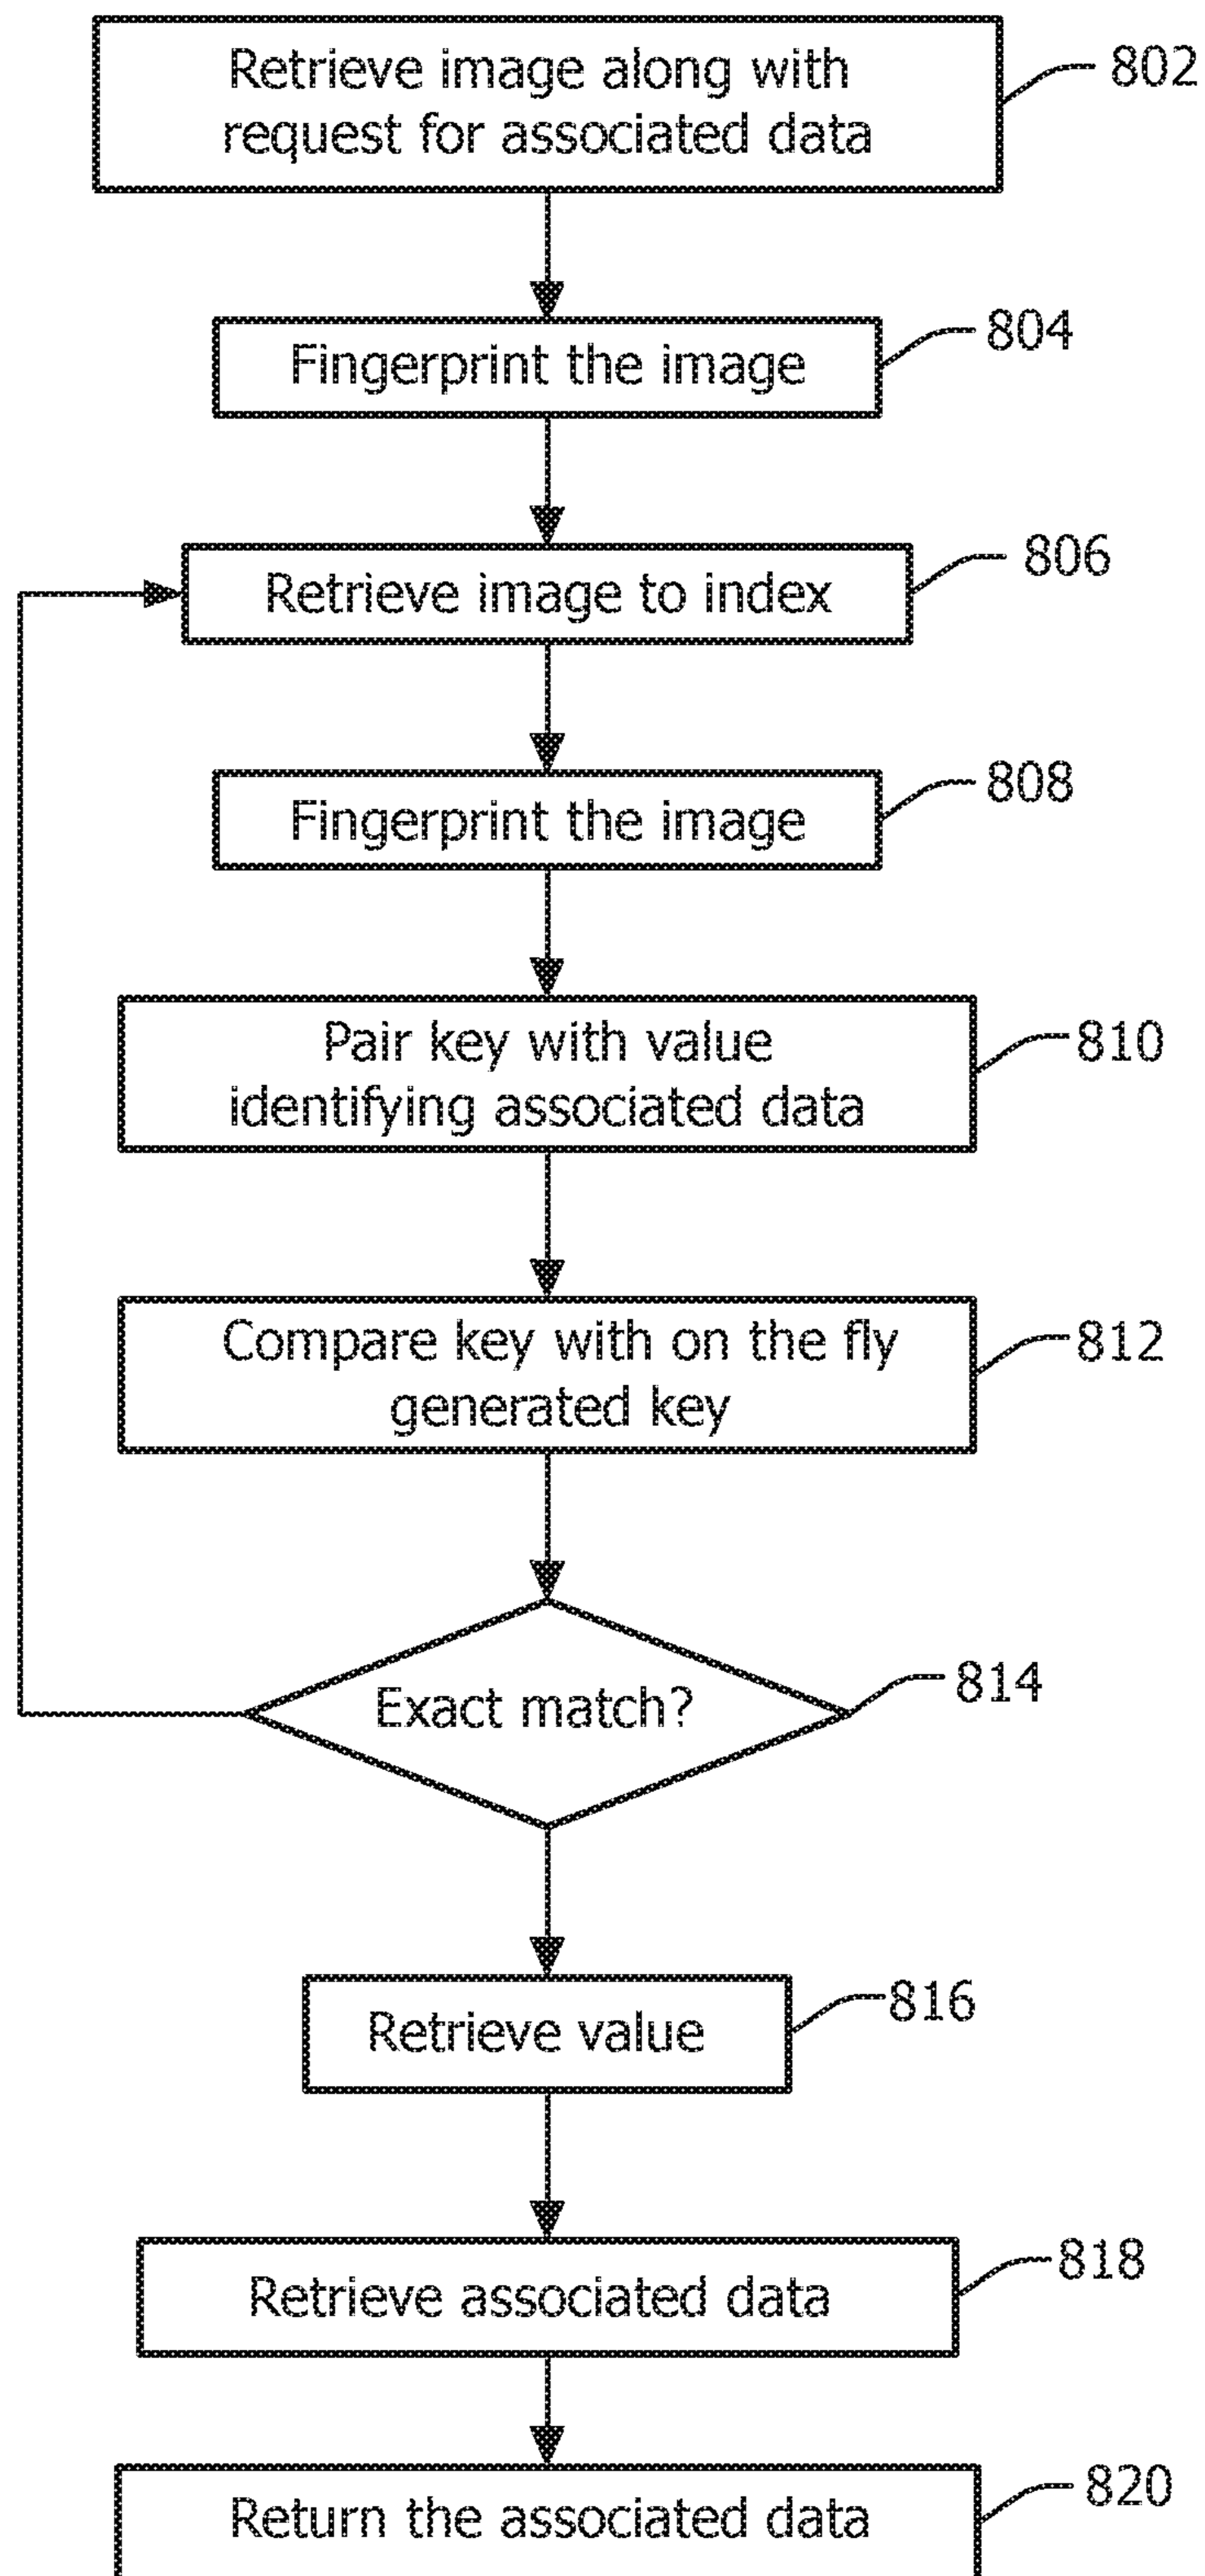 Retrieve image along with
request for associated data
802
Fingerprint the image
804
Retrieve image to index
806
Fingerprint the image
808
Pair key with value
identifying associated data
810
Compare key with on the fly
generated key
812
Exact match?
814
Retrieve value
816
Retrieve associated data
818
Return the associated data
820